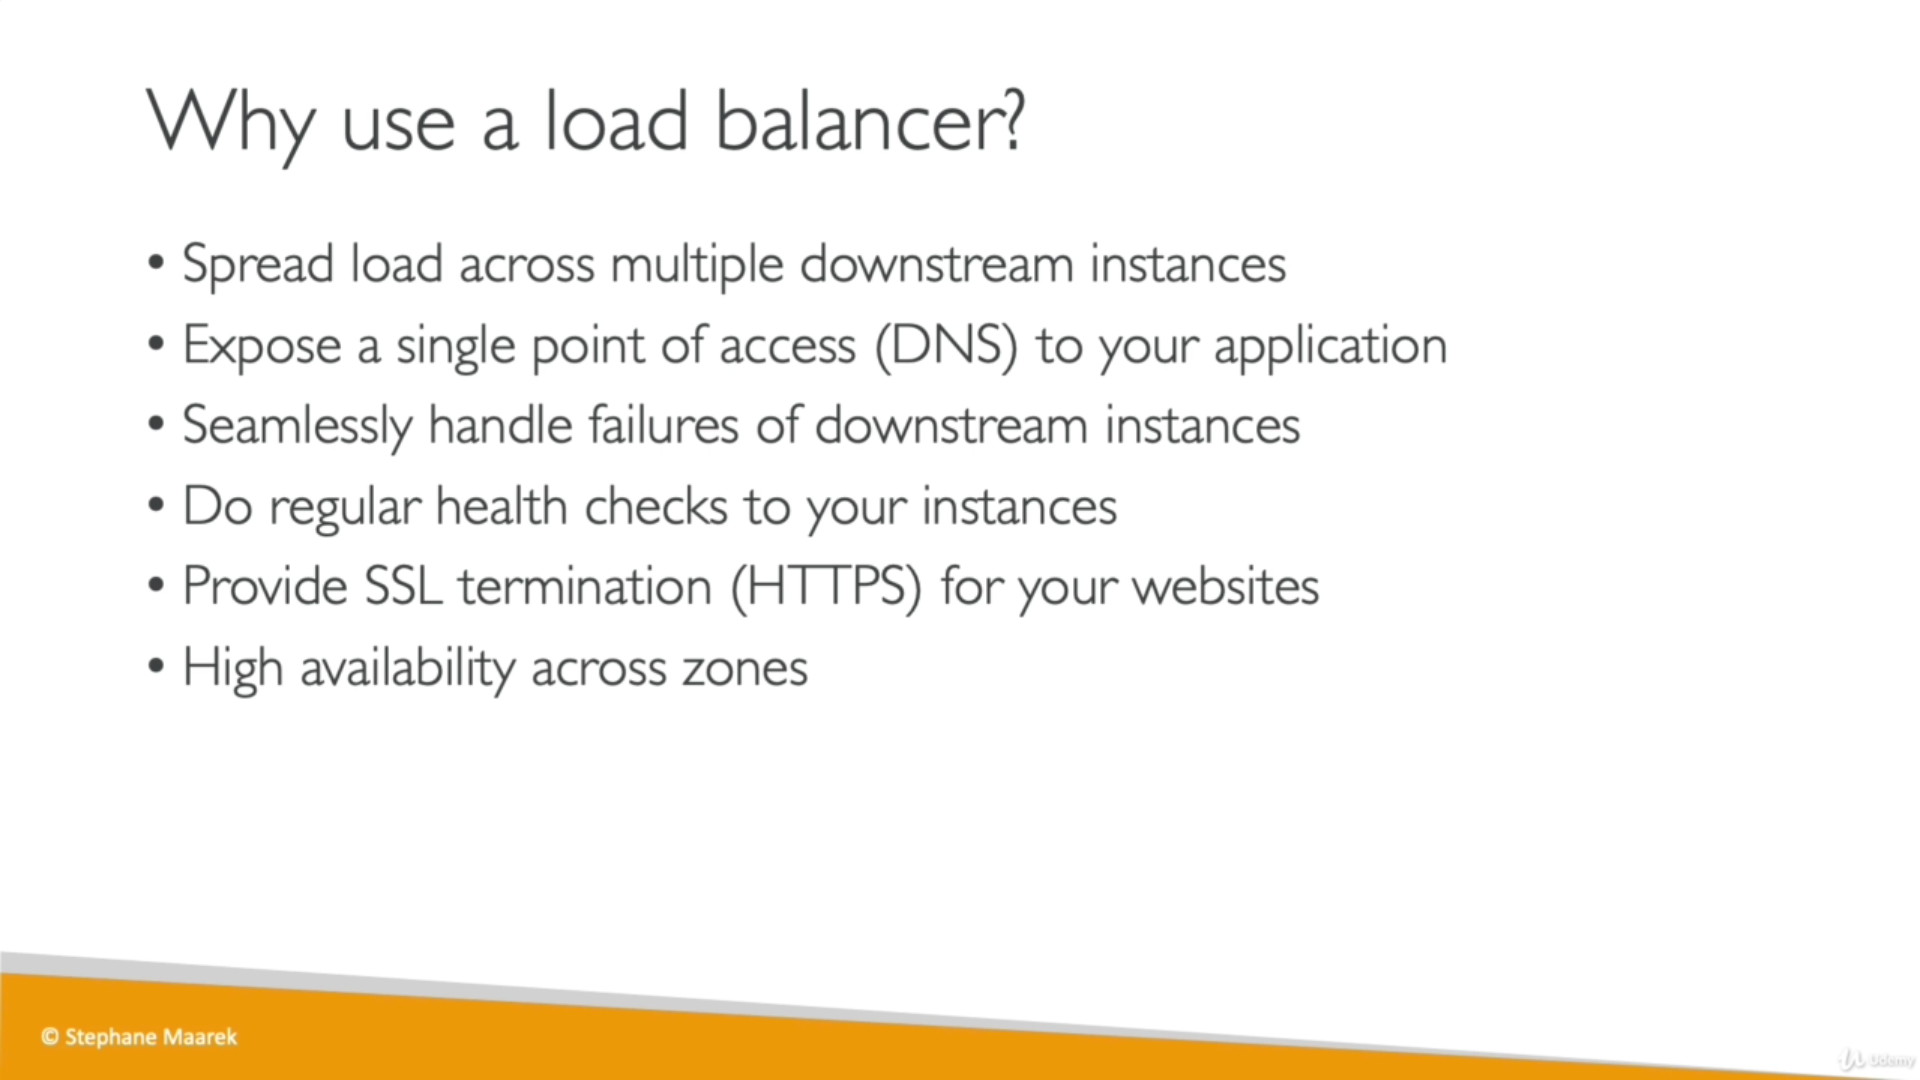 Why use a load balancer?
• Spread load across multiple downstream instances
• Expose a single point of access (DNS) to your application
• Seamlessly handle failures of downstream instances
• Do regular health checks to your instances
• Provide SSL termination (HTTPS) for your websites
• High availability across zones
© Stephane Maarek
Udemy